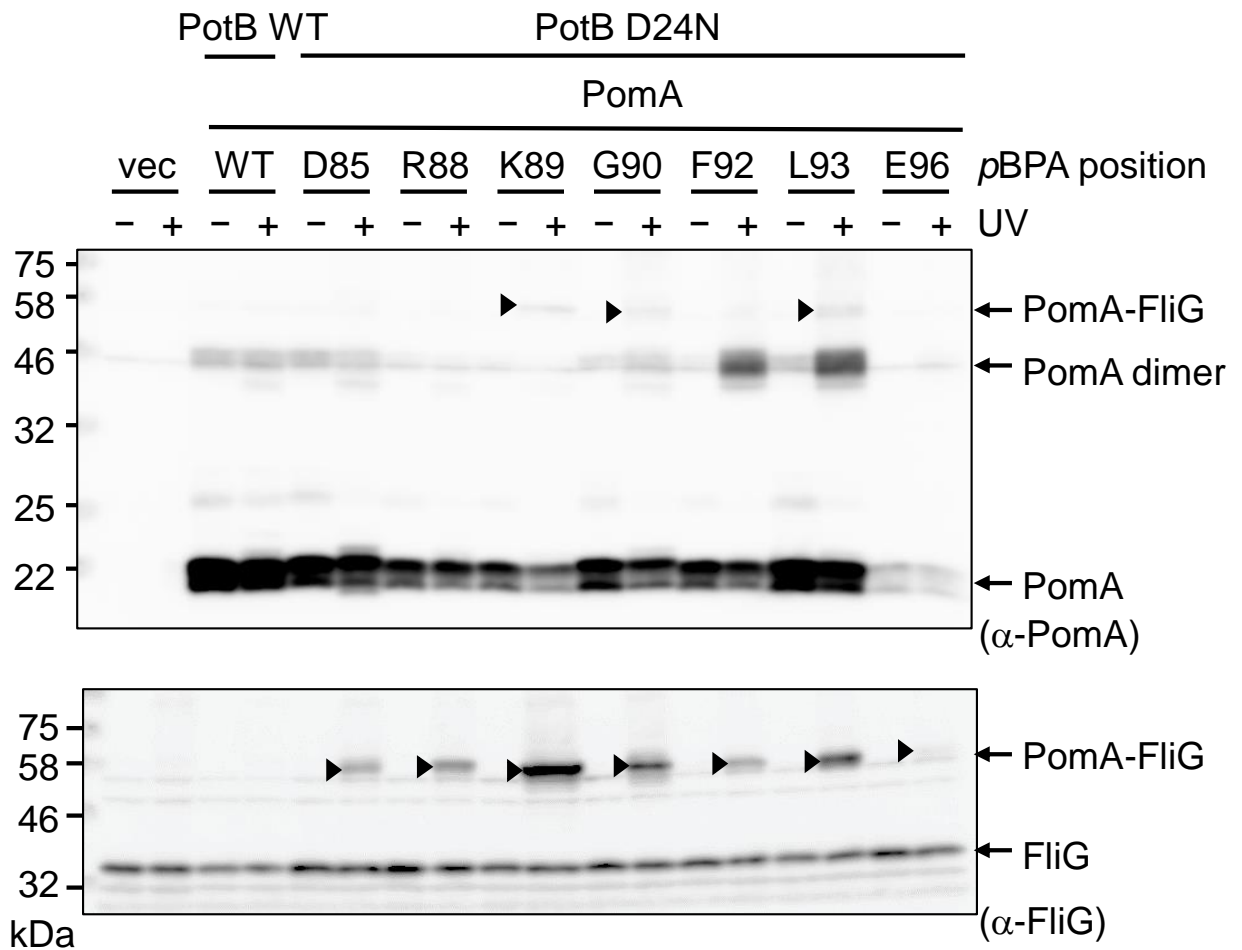 PotB WT PotB D24N
PomA
vec WT D85 R88 K89 G90 F92 L93 E96 pBPA position
− + − + − + − + − + − + − + − + − + UV
75
58 PomA-FliG
46 PomA dimer
32
25
22 PomA
(α-PomA)
75
58 PomA-FliG
46
FliG
32
(α-FliG)
kDa